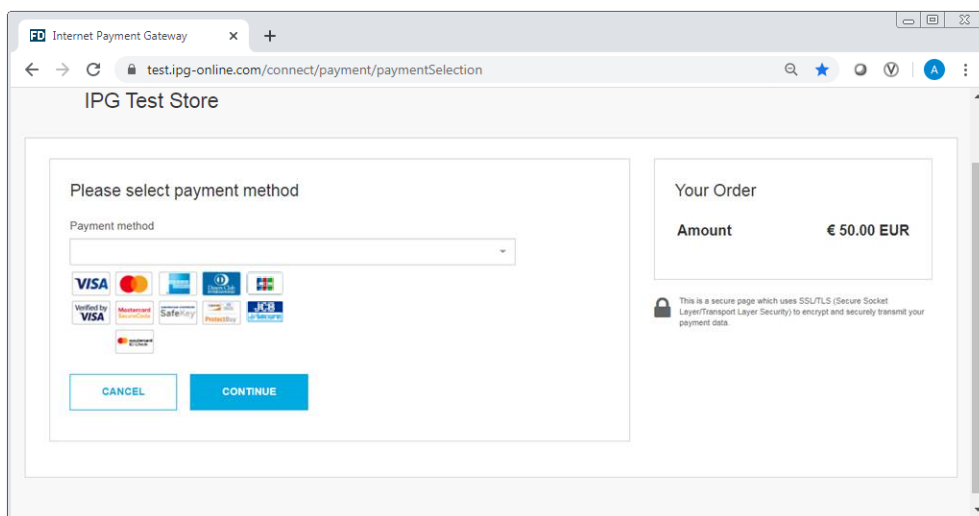 FD Internet Payment Gateway
test.ipg-online.com/connect/payment/paymentSelection
A
IPG Test Store
Please select payment method
Payment method
VISA
Verified by
VISA
Mastercard
SecureCode
SafeKey
ProtectBuy
JCB
CONTINUE
CANCEL
Your Order
Amount € 50.00 EUR
This is a secure page which uses SSL/TLS (Secure Socket
Layer/Transport Layer Security) to encrypt and securely transmit your
payment data.